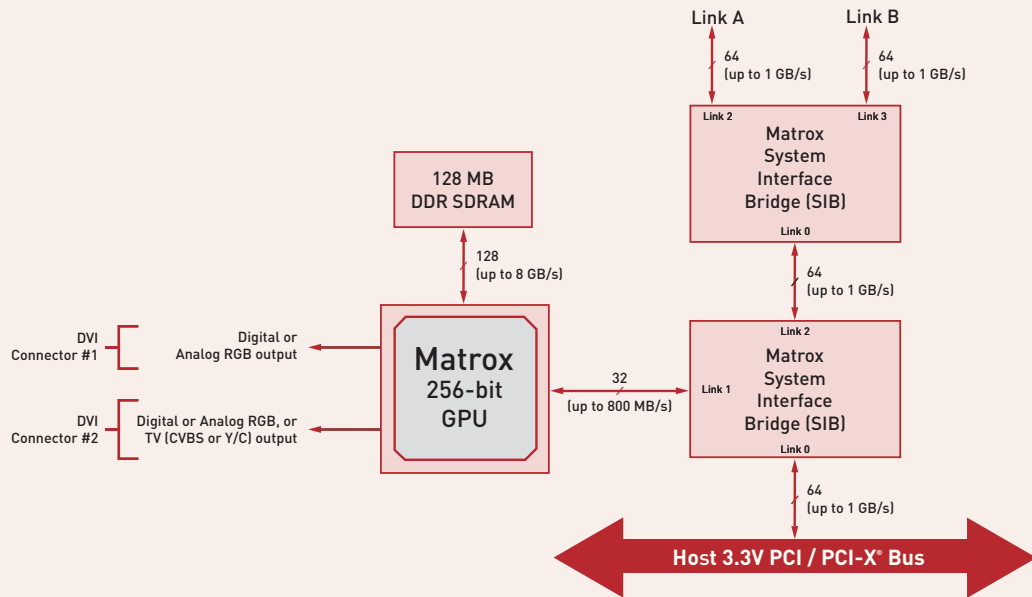 Link A
Link B
64
(up to 1 GB/s)
64
(up to 1 GB/s)
Link 2
Link 3
Matrox
System
Interface
Bridge (SIB)
Link 0
128 MB
DDR SDRAM
128
(up to 8 GB/s)
64
(up to 1 GB/s)
DVI
Connector #1
Digital or
Analog RGB output
DVI
Connector #2
Digital or Analog RGB, or
TV (CVBS or Y/C) output
Matrox
256-bit
GPU
32
(up to 800 MB/s)
Link 2
Link 1
Matrox
System
Interface
Bridge (SIB)
Link 0
64
(up to 1 GB/s)
Host 3.3V PCI / PCI-X® Bus